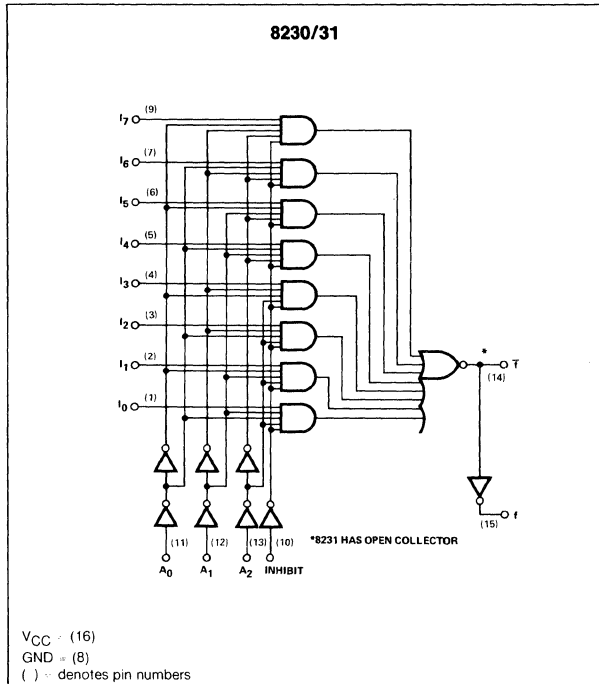 8230/31
I7 (9)
I6 (7)
I5 (6)
I4 (5)
I3 (4)
I2 (3)
I1 (2)
I0 (1)
*
f̅
(14)
(15) f
(11) (12) (13) (10)
*8231 HAS OPEN COLLECTOR
A0 A1 A2 INHIBIT
VCC = (16)
GND = (8)
( ) = denotes pin numbers